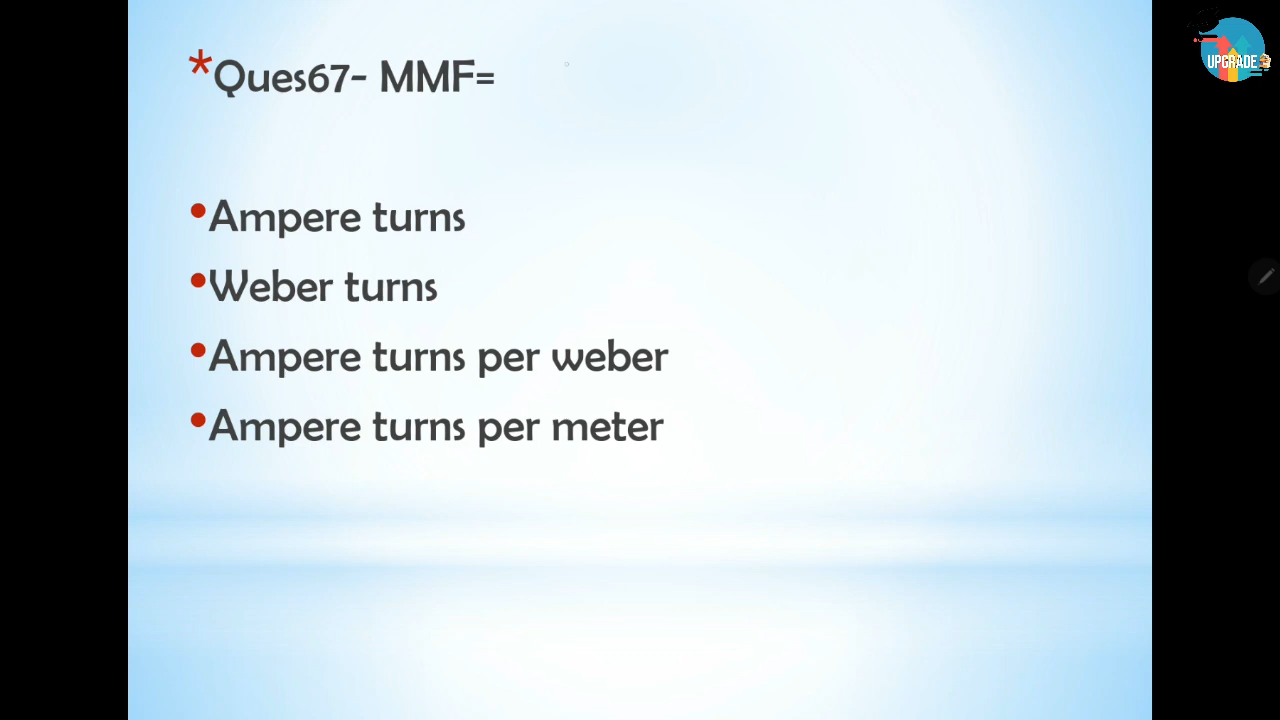 *Ques67- MMF=
•Ampere turns
•Weber turns
•Ampere turns per weber
•Ampere turns per meter
UPGRADE